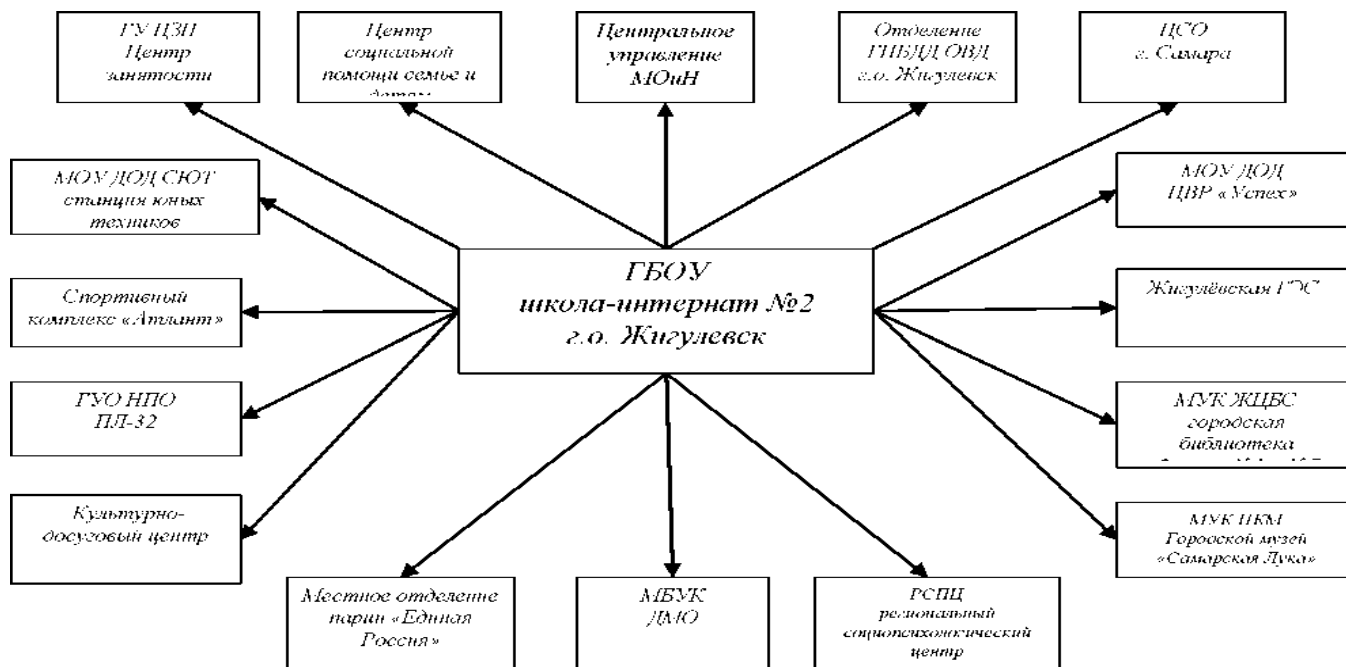 ГУ ЦЗН
Центр
занятости
Центр
социальной
помощи семье и
детям
Центральное
управление
МОиН
Отделение
ГИБДД ОВД
г.о. Жигулевск
ЦСО
г. Самара
МОУ ДОД СЮТ
станция юных
техников
МОУ ДОД
ЦВР «Успех»
ГБОУ
школа-интернат №2
г.о. Жигулевск
Спортивный
комплекс «Атлант»
Жигулёвская ГЭС
ГУО НПО
ПЛ-32
МУК ЖЦБС
городская
библиотека
Культурно-
досуговый центр
МУК ИКМ
Городской музей
«Самарская Лука»
Местное отделение
парии «Единая
Россия»
МБУК
ДМО
РСПЦ
региональный
социопсихологический
центр